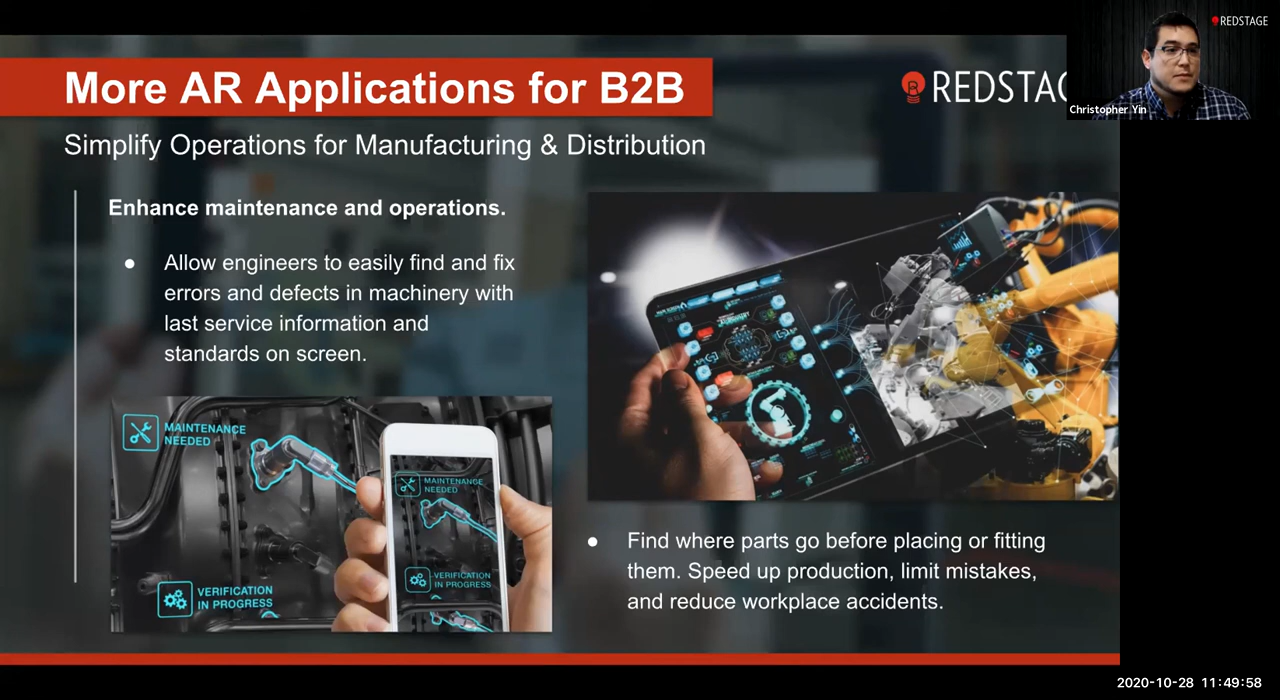 More AR Applications for B2B
REDSTAG
REDSTAGE
Christopher Yin
Simplify Operations for Manufacturing & Distribution
Enhance maintenance and operations.
● Allow engineers to easily find and fix
errors and defects in machinery with
last service information and
standards on screen.
MAINTENANCE
NEEDED
VERIFICATION
IN PROGRESS
MAINTENANCE
NEEDED
VERIFICATION
IN PROGRESS
● Find where parts go before placing or fitting
them. Speed up production, limit mistakes,
and reduce workplace accidents.
2020-10-28 11:49:58